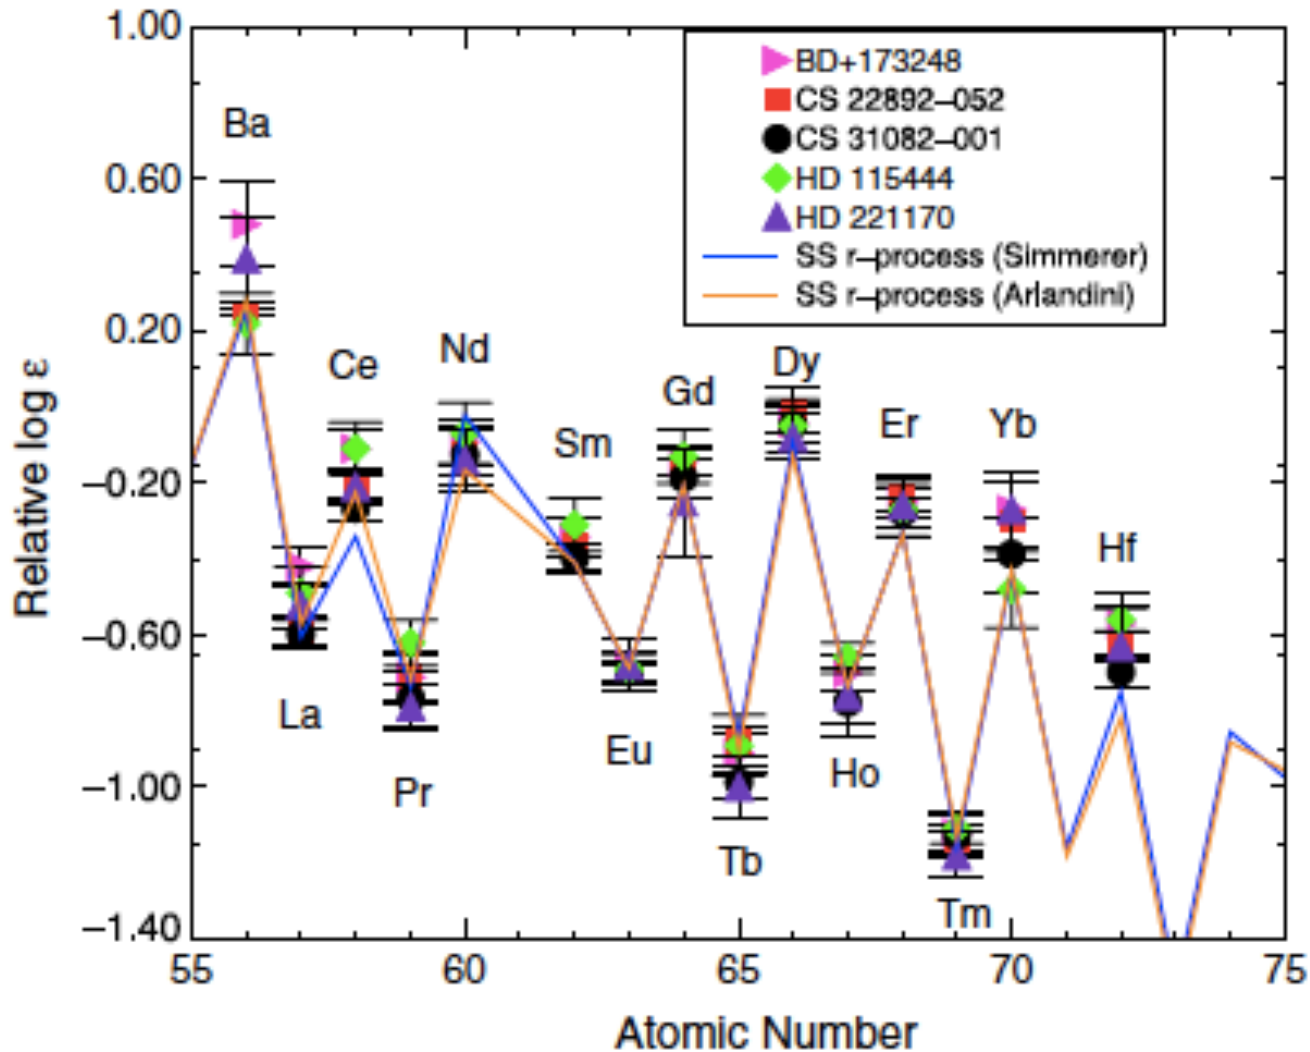 1.00
0.60
0.20
−0.20
−0.60
−1.00
−1.40
Relative log ε
BD+173248
CS 22892−052
CS 31082−001
HD 115444
HD 221170
SS r−process (Simmerer)
SS r−process (Arlandini)
Ba
Ce
Nd
Sm
Gd
Dy
Er
Yb
Hf
La
Pr
Eu
Tb
Ho
Tm
55
60
65
70
75
Atomic Number